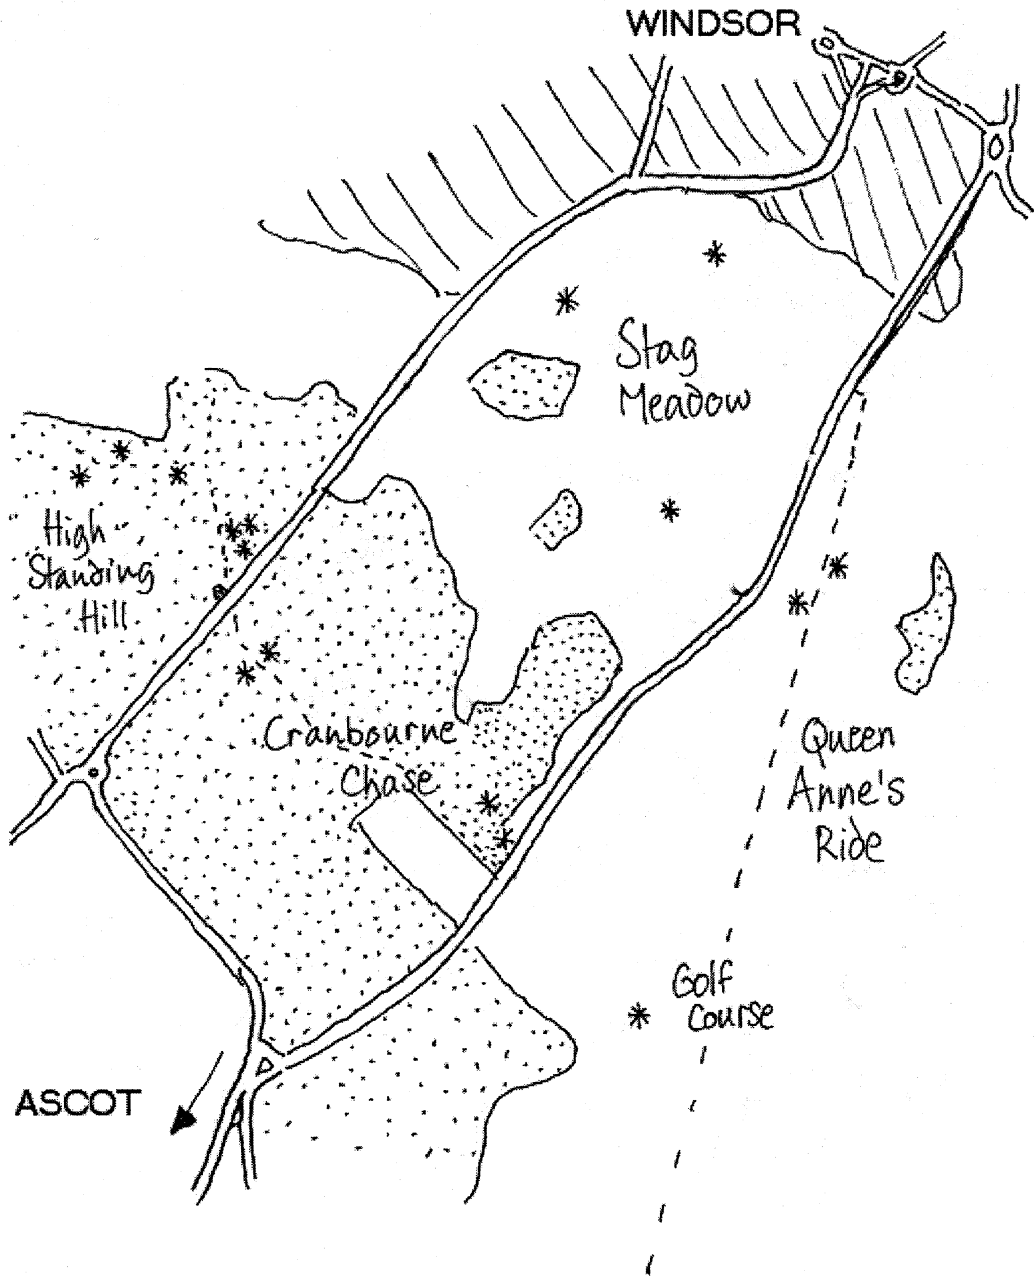 WINDSOR
Stag
Meadow
High
Standing
Hill
Cranbourne
Chase
Queen
Anne's
Ride
Golf
Course
ASCOT